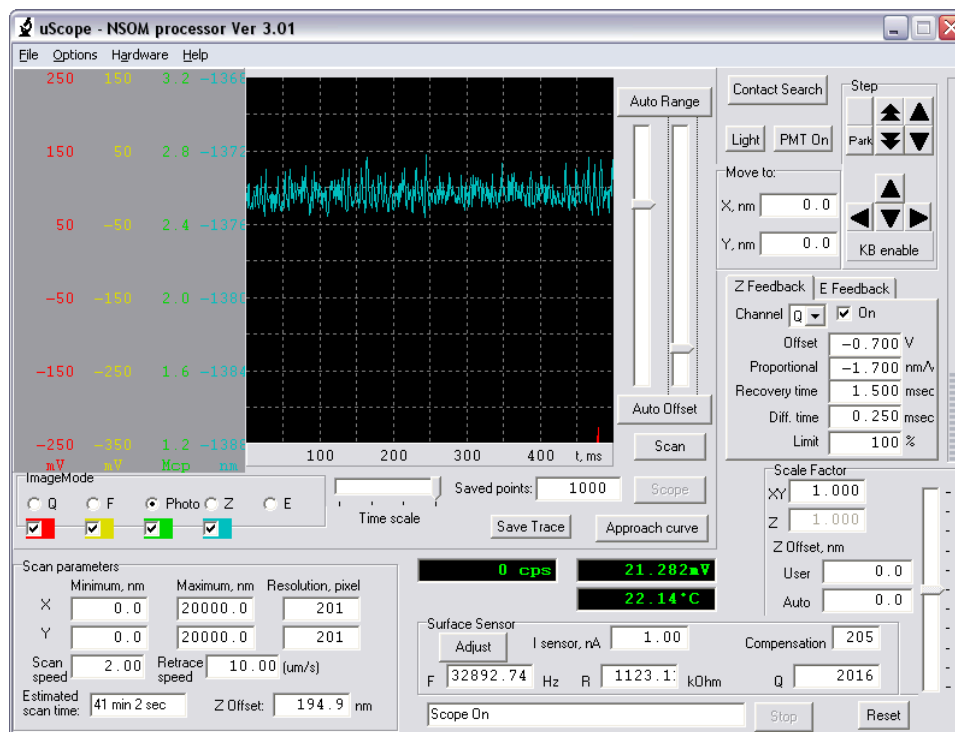 uScope - NSOM processor Ver 3.01
File Options Hardware Help
250 150 3.2 -1368
150 50 2.8 -1372
50 -50 2.4 -1376
-50 -150 2.0 -1380
-150 -250 1.6 -1384
-250 -350 1.2 -1388
mV mV Mcp nm
100 200 300 400 t, ms
Auto Range
Auto Offset
Contact Search
Light PMT On
Step
Park
Move to:
X, nm 0.0
Y, nm 0.0
KB enable
Z Feedback E Feedback
Channel Q On
Offset -0.700 V
Proportional -1.700 nm/V
Recovery time 1.500 msec
Diff. time 0.250 msec
Limit 100 %
Scan
ImageMode
Q F Photo Z E
Time scale
Saved points: 1000 Scope
Save Trace Approach curve
Scale Factor
XY 1.000
Z 1.000
Z Offset, nm
User 0.0
Auto 0.0
Scan parameters
Minimum, nm Maximum, nm Resolution, pixel
X 0.0 20000.0 201
Y 0.0 20000.0 201
Scan speed 2.00 Retrace speed 10.00 (um/s)
Estimated scan time: 41 min 2 sec Z Offset: 194.9 nm
0 cps 21.282mV
22.14°C
Surface Sensor
Adjust I sensor, nA 1.00 Compensation 205
F 32892.74 Hz R 1123.1 kOhm Q 2016
Scope On Stop Reset